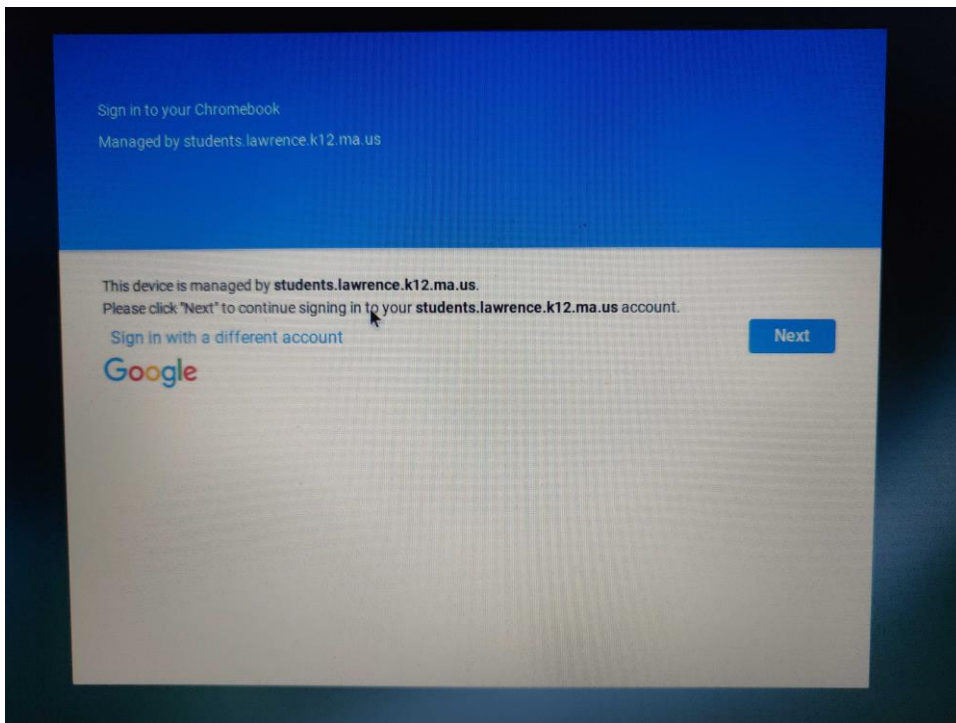 Sign in to your Chromebook
Managed by students.lawrence.k12.ma.us
This device is managed by students.lawrence.k12.ma.us.
Please click "Next" to continue signing in to your students.lawrence.k12.ma.us account.
Sign in with a different account
Next
Google